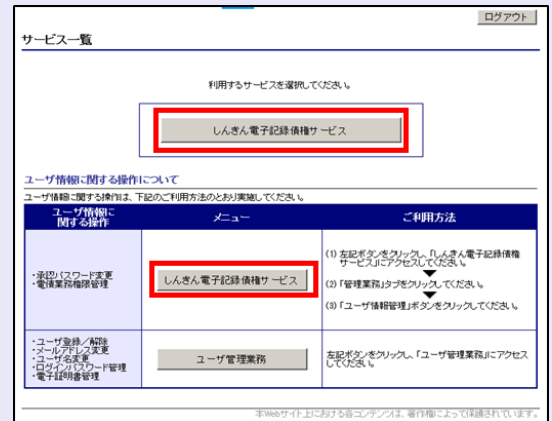 ログアウト
サービス一覧
利用するサービスを選択してください。
しんきん電子記録債権サービス
ユーザ情報に関する操作について
ユーザ情報に関する操作は、下記のご利用方法のとおり実施してください。
ユーザ情報に
関する操作
メニュー
ご利用方法
・承認パスワード変更
・電債業務権限管理
しんきん電子記録債権サービス
(1) 左記ボタンをクリックし、「しんきん電子記録債権
サービス」にアクセスしてください。
(2) 「管理業務」タブをクリックしてください。
(3) 「ユーザ情報管理」ボタンをクリックしてください。
・ユーザ登録／解除
・メールアドレス変更
・ユーザ名変更
・ログインパスワード管理
・電子証明書管理
ユーザ管理業務
左記ボタンをクリックし、「ユーザ管理業務」にアクセス
してください。
本Webサイト上における各コンテンツは、著作権によって保護されています。